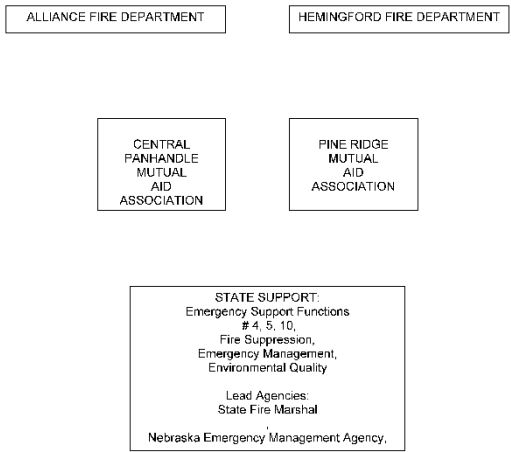 ALLIANCE FIRE DEPARTMENT
HEMINGFORD FIRE DEPARTMENT
CENTRAL
PANHANDLE
MUTUAL
AID
ASSOCIATION
PINE RIDGE
MUTUAL
AID
ASSOCIATION
STATE SUPPORT:
Emergency Support Functions
# 4, 5, 10,
Fire Suppression,
Emergency Management,
Environmental Quality
Lead Agencies:
State Fire Marshal
,
Nebraska Emergency Management Agency,